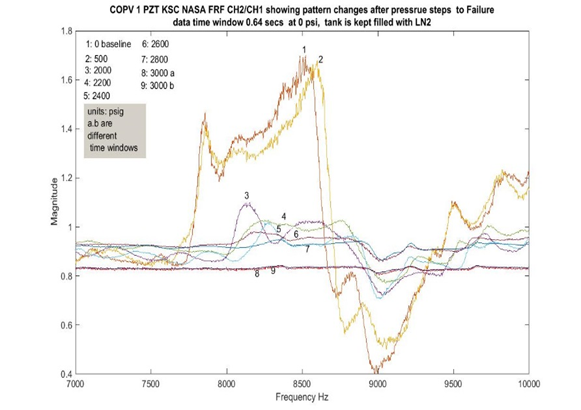 COPV 1 PZT KSC NASA FRF CH2/CH1 showing pattern changes after pressrue steps to Failure
data time window 0.64 secs at 0 psi, tank is kept filled with LN2
1.8
1: 0 baseline 6: 2600
2: 500 7: 2800
3: 2000 8: 3000 a
4: 2200 9: 3000 b
5: 2400
units: psig
a.b are
different
time windows
1 2
1.6
1.4
1.2
3
4
5
6
7
8 9
1
0.8
0.6
0.4
Magnitude
7000 7500 8000 8500 9000 9500 10000
Frequency Hz